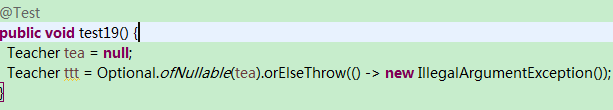 @Test
public void test19() {
Teacher tea = null;
Teacher ttt = Optional.ofNullable(tea).orElseThrow(() -> new IllegalArgumentException());
}